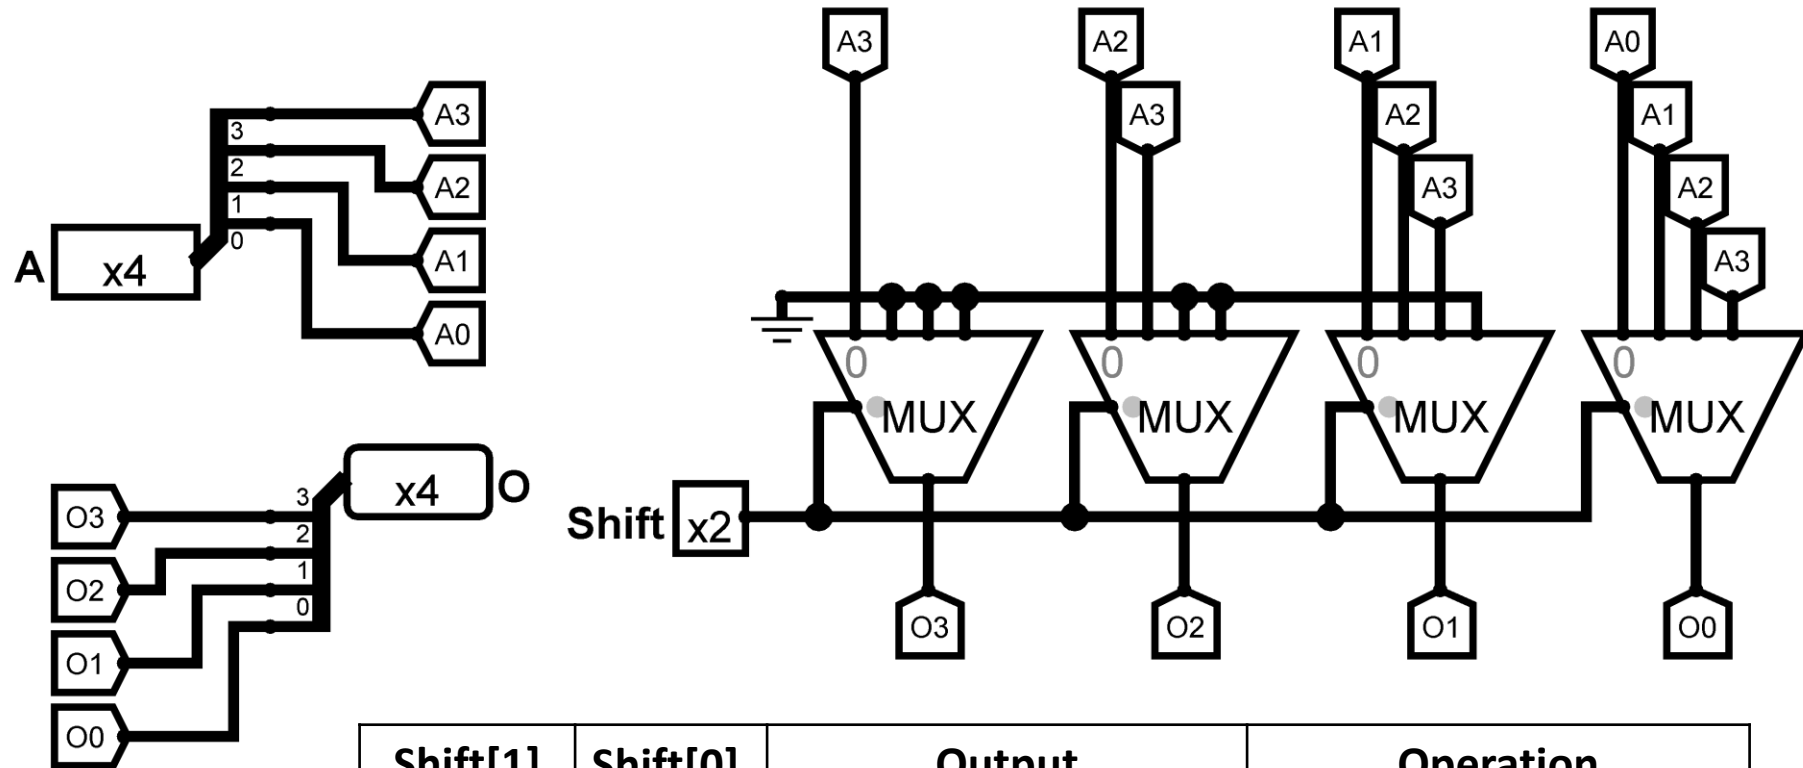 A3 A2 A1 A0
A3 A2 A1
A3 A2
A3
A3
3
2
A2
1
0
A1
A x4
A0
0 0 0 0
MUX MUX MUX MUX
x4 O
3
O3
2
O2
1
0
O1
O0
Shift x2
O3 O2 O1 O0
Shift[1] Shift[0] Output Operation